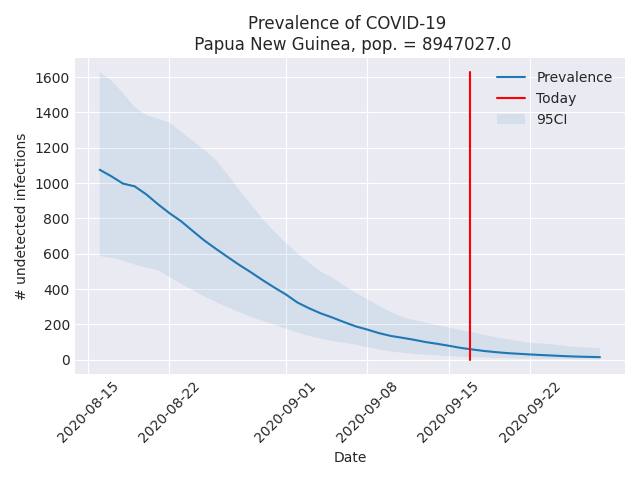 Prevalence of COVID-19
Papua New Guinea, pop. = 8947027.0
Prevalence
Today
95CI
# undetected infections
1600
1400
1200
1000
800
600
400
200
0
2020-08-15
2020-08-22
2020-09-01
2020-09-08
2020-09-15
2020-09-22
Date